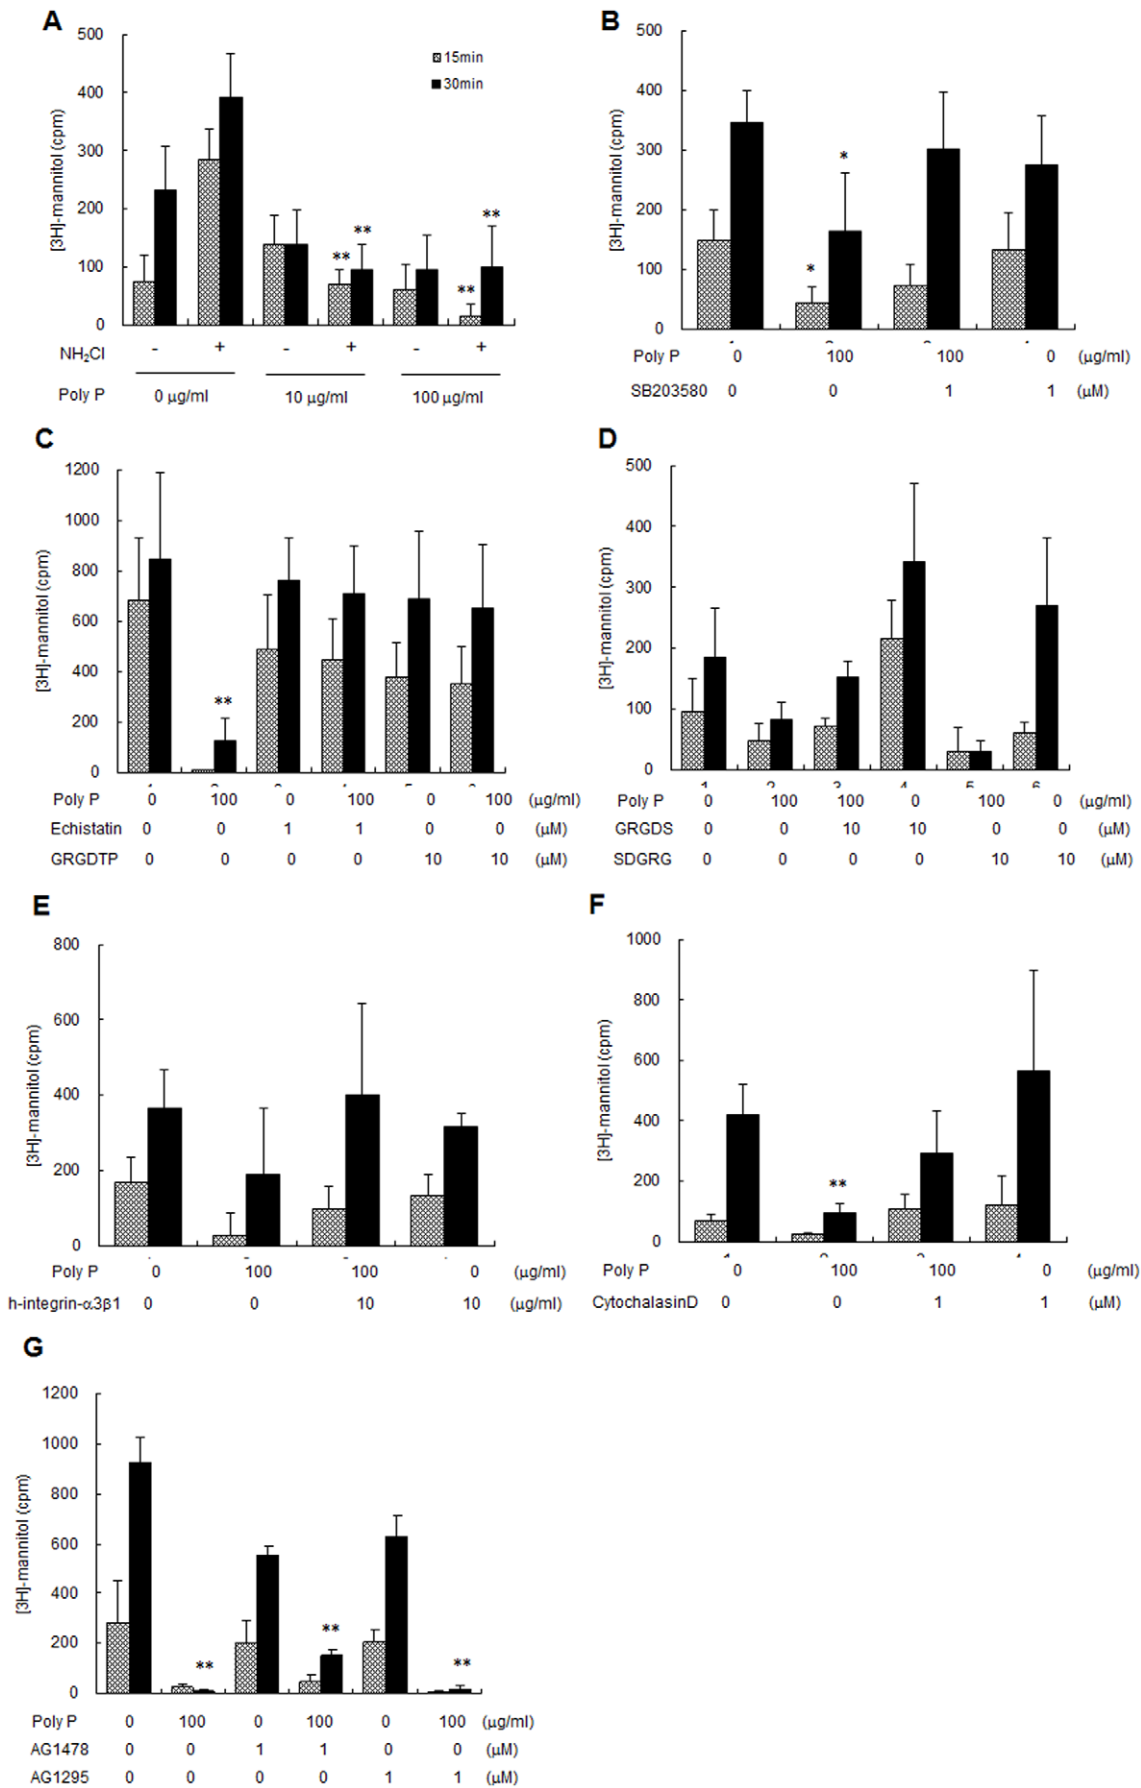 A
500
400
300
200
100
0
[3H]-mannitol (cpm)
15min
30min
** ** ** **
NH₂Cl - + - + - +
Poly P 0 μg/ml 10 μg/ml 100 μg/ml
B
500
400
300
200
100
0
[3H]-mannitol (cpm)
* *
Poly P 0 100 100 0 (μg/ml)
SB203580 0 0 1 1 (μM)
C
1200
1000
800
600
400
200
0
[3H]-mannitol (cpm)
**
Poly P 0 100 0 100 0 100 (μg/ml)
Echistatin 0 0 1 1 0 0 (μM)
GRGDTP 0 0 0 0 10 10 (μM)
D
500
400
300
200
100
0
[3H]-mannitol (cpm)
Poly P 0 100 100 0 100 0 (μg/ml)
GRGDS 0 0 10 10 0 0 (μM)
SDGRG 0 0 0 0 10 10 (μM)
E
800
600
400
200
0
[3H]-mannitol (cpm)
Poly P 0 100 100 0 (μg/ml)
h-integrin-α3β1 0 0 10 10 (μg/ml)
F
1000
800
600
400
200
0
[3H]-mannitol (cpm)
**
Poly P 0 100 100 0 (μg/ml)
CytochalasinD 0 0 1 1 (μM)
G
1200
1000
800
600
400
200
0
[3H]-mannitol (cpm)
** ** **
Poly P 0 100 0 100 0 100 (μg/ml)
AG1478 0 0 1 1 0 0 (μM)
AG1295 0 0 0 0 1 1 (μM)